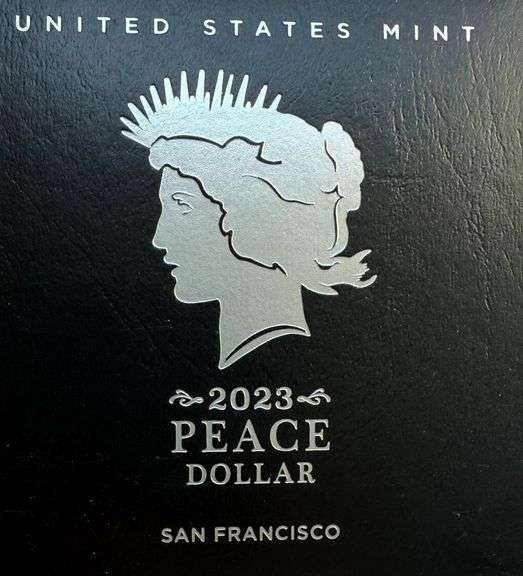 UNITED STATES MINT
2023
PEACE
DOLLAR
SAN FRANCISCO